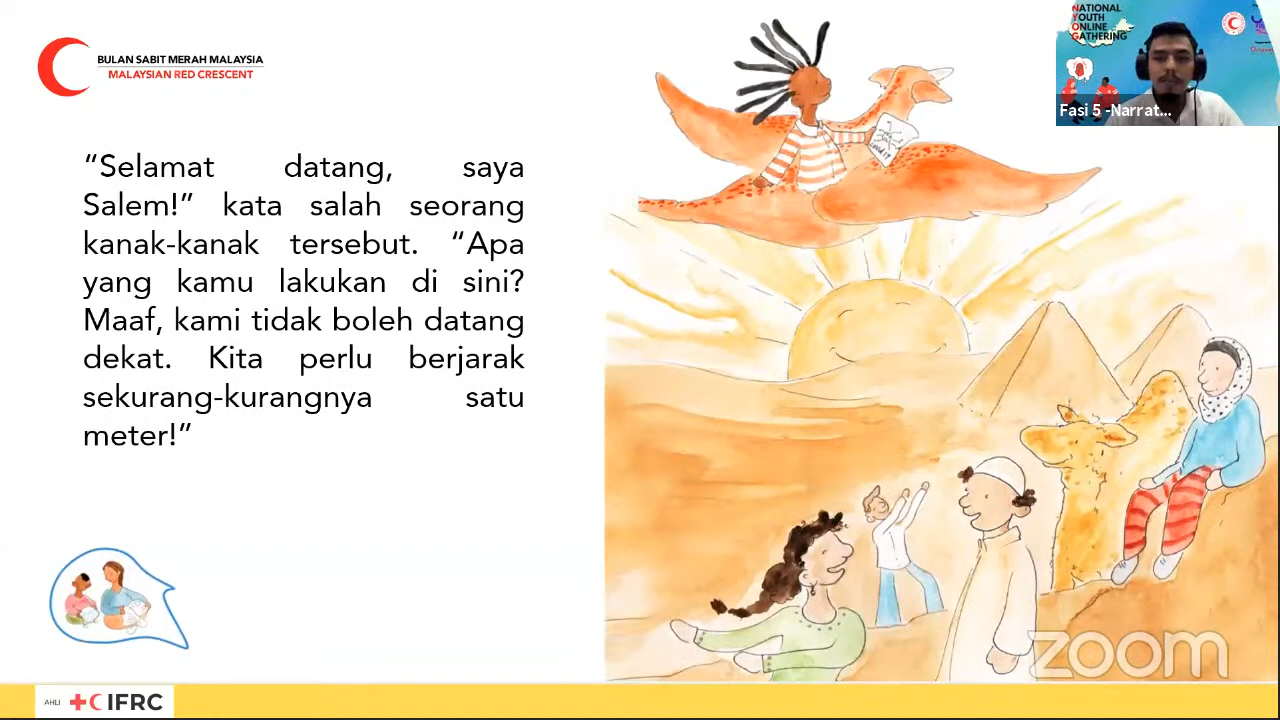 BULAN SABIT MERAH MALAYSIA
MALAYSIAN RED CRESCENT
“Selamat datang, saya
Salem!” kata salah seorang
kanak-kanak tersebut. “Apa
yang kamu lakukan di sini?
Maaf, kami tidak boleh datang
dekat. Kita perlu berjarak
sekurang-kurangnya satu
meter!”
AHLI IFRC
NATIONAL
YOUTH
ONLINE
GATHERING
Fasi 5 -Narrat...
zoom